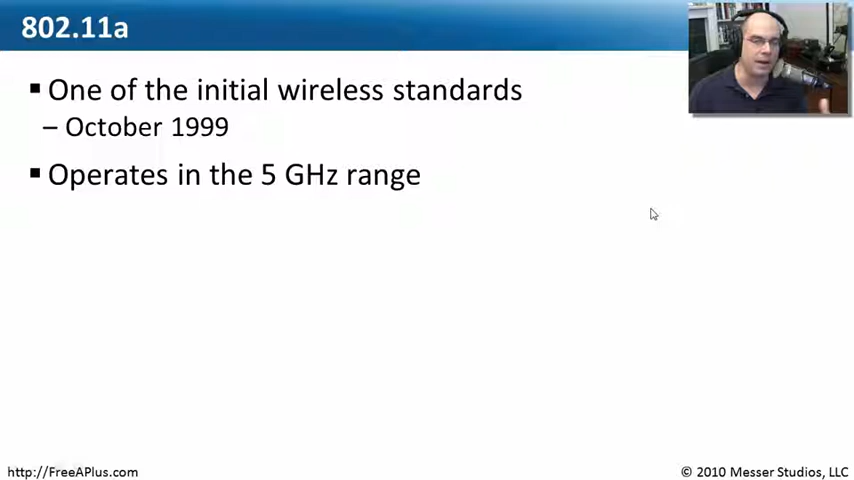 802.11a
▪ One of the initial wireless standards
– October 1999
▪ Operates in the 5 GHz range
http://FreeAPlus.com
© 2010 Messer Studios, LLC